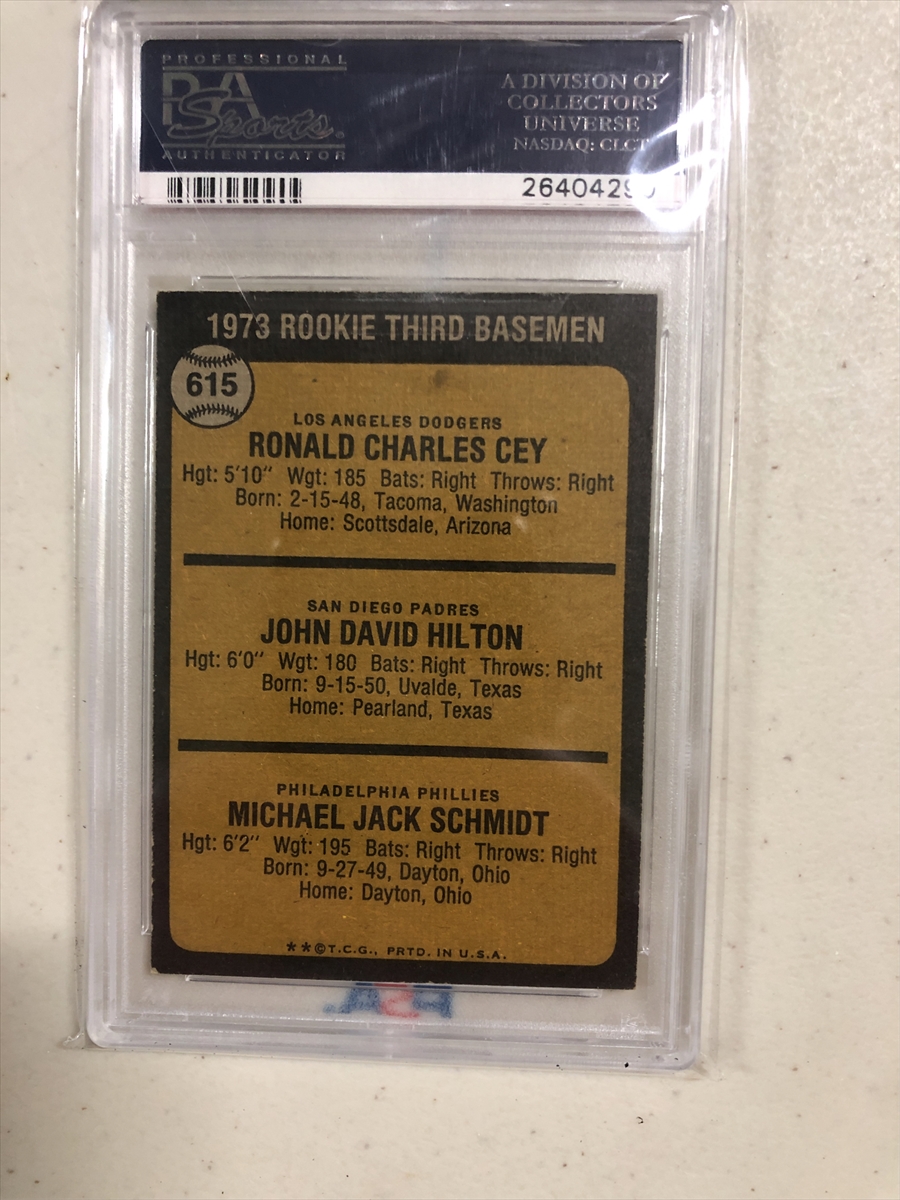 PROFESSIONAL
PSA
Sports.
AUTHENTICATOR
A DIVISION OF
COLLECTORS
UNIVERSE
NASDAQ: CLCT
1973 ROOKIE THIRD BASEMEN
615
LOS ANGELES DODGERS
RONALD CHARLES CEY
Hgt: 5'10" Wgt: 185 Bats: Right Throws: Right
Born: 2-15-48, Tacoma, Washington
Home: Scottsdale, Arizona
SAN DIEGO PADRES
JOHN DAVID HILTON
Hgt: 6'0" Wgt: 180 Bats: Right Throws: Right
Born: 9-15-50, Uvalde, Texas
Home: Pearland, Texas
PHILADELPHIA PHILLIES
MICHAEL JACK SCHMIDT
Hgt: 6'2" Wgt: 195 Bats: Right Throws: Right
Born: 9-27-49, Dayton, Ohio
Home: Dayton, Ohio
**©T.C.G., PRTD. IN U.S.A.
PSA